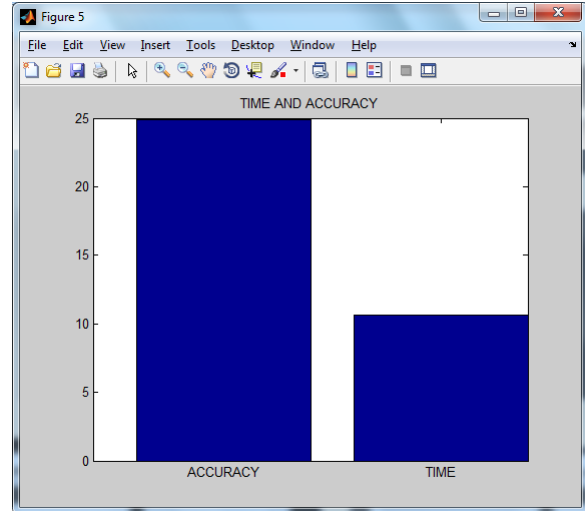 Figure 5
File Edit View Insert Tools Desktop Window Help
TIME AND ACCURACY
25
20
15
10
5
0
ACCURACY TIME